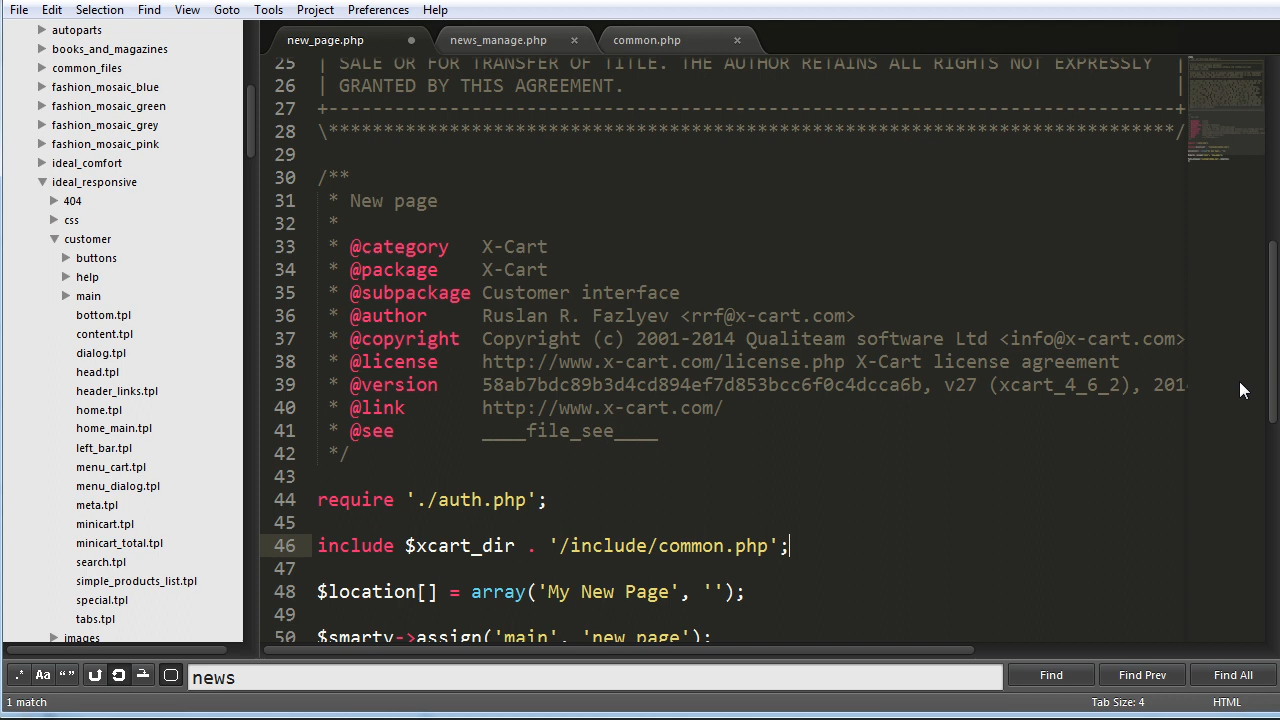 File Edit Selection Find View Goto Tools Project Preferences Help
autoparts
books_and_magazines
common_files
fashion_mosaic_blue
fashion_mosaic_green
fashion_mosaic_grey
fashion_mosaic_pink
ideal_comfort
ideal_responsive
404
css
customer
buttons
help
main
bottom.tpl
content.tpl
dialog.tpl
head.tpl
header_links.tpl
home.tpl
home_main.tpl
left_bar.tpl
menu_cart.tpl
menu_dialog.tpl
meta.tpl
minicart.tpl
minicart_total.tpl
search.tpl
simple_products_list.tpl
special.tpl
tabs.tpl
images
new_page.php news_manage.php common.php
25 | SALE OR FOR TRANSFER OF TITLE. THE AUTHOR RETAINS ALL RIGHTS NOT EXPRESSLY |
26 | GRANTED BY THIS AGREEMENT. |
27 +-----------------------------------------------------------------------------+
28 \*****************************************************************************/
29
30 /**
31 * New page
32 *
33 * @category X-Cart
34 * @package X-Cart
35 * @subpackage Customer interface
36 * @author Ruslan R. Fazlyev <rrf@x-cart.com>
37 * @copyright Copyright (c) 2001-2014 Qualiteam software Ltd <info@x-cart.com>
38 * @license http://www.x-cart.com/license.php X-Cart license agreement
39 * @version 58ab7bdc89b3d4cd894ef7d853bcc6f0c4dcca6b, v27 (xcart_4_6_2), 201
40 * @link http://www.x-cart.com/
41 * @see ____file_see____
42 */
43
44 require './auth.php';
45
46 include $xcart_dir . '/include/common.php';
47
48 $location[] = array('My New Page', '');
49
50 $smarty->assign('main', 'new_page');
.* Aa “” news Find Find Prev Find All
1 match Tab Size: 4 HTML